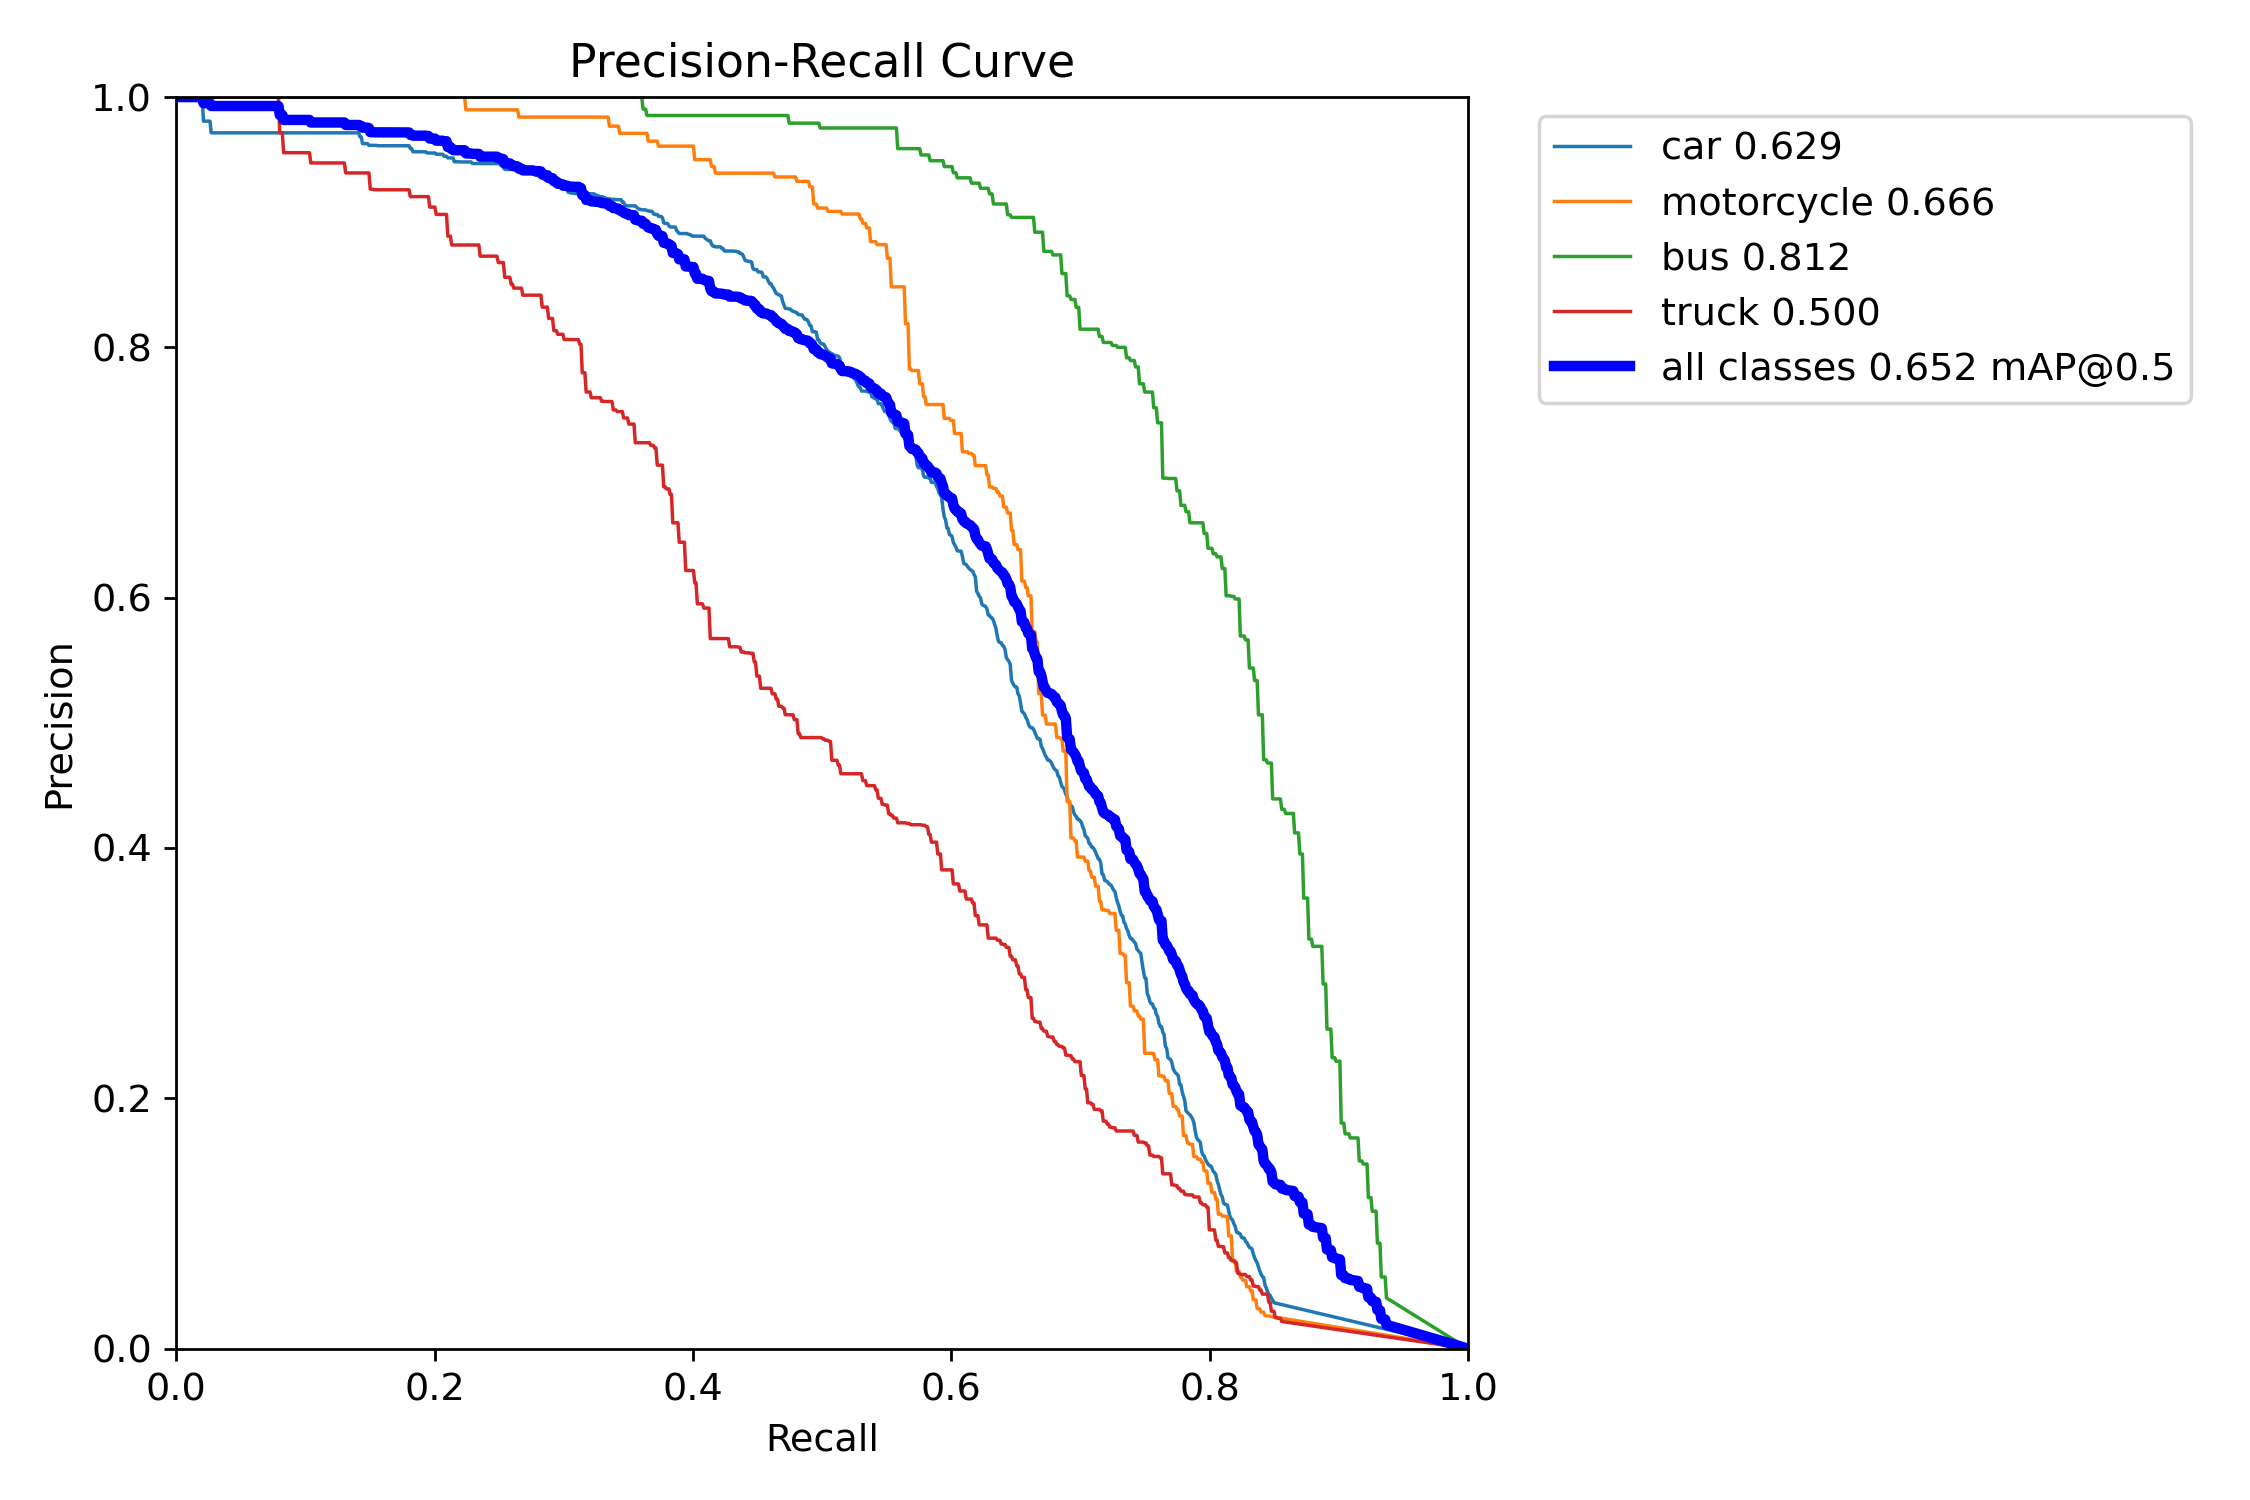 Precision-Recall Curve
1.0
0.8
0.6
0.4
0.2
0.0
Precision
0.0 0.2 0.4 0.6 0.8 1.0
Recall
car 0.629
motorcycle 0.666
bus 0.812
truck 0.500
all classes 0.652 mAP@0.5